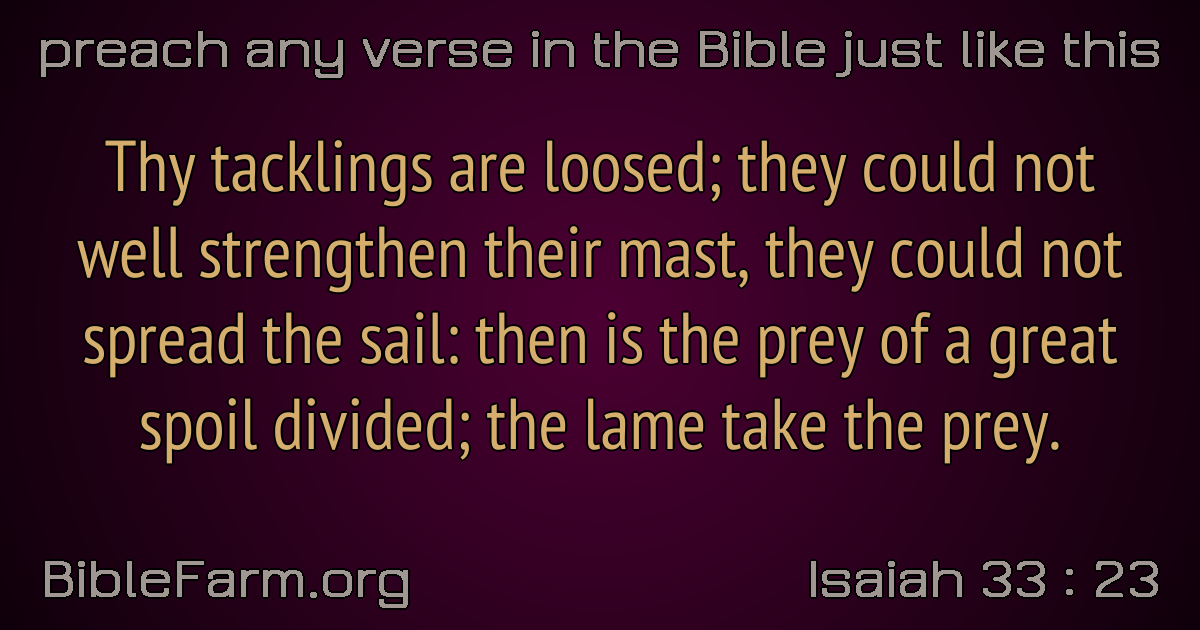 preach any verse in the Bible just like this
Thy tacklings are loosed; they could not
well strengthen their mast, they could not
spread the sail: then is the prey of a great
spoil divided; the lame take the prey.
BibleFarm.org
Isaiah 33 : 23